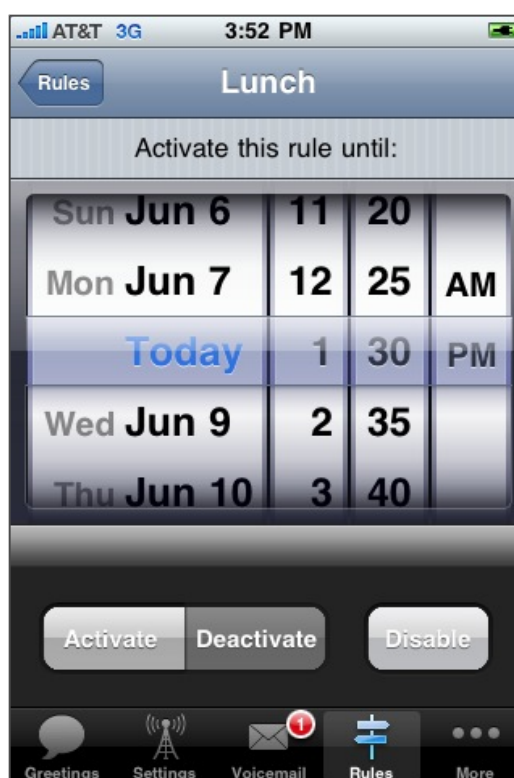 AT&T 3G 3:52 PM
Rules Lunch
Activate this rule until:
Sun Jun 6 11 20
Mon Jun 7 12 25 AM
Today 1 30 PM
Wed Jun 9 2 35
Thu Jun 10 3 40
Activate Deactivate Disable
1
Greetings Settings Voicemail Rules More